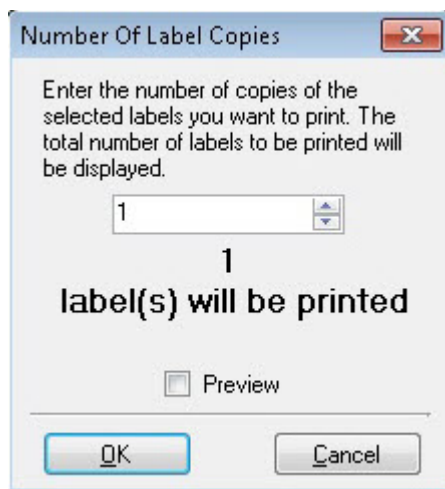 Number Of Label Copies
Enter the number of copies of the
selected labels you want to print. The
total number of labels to be printed will
be displayed.
1
1
label(s) will be printed
Preview
OK
Cancel